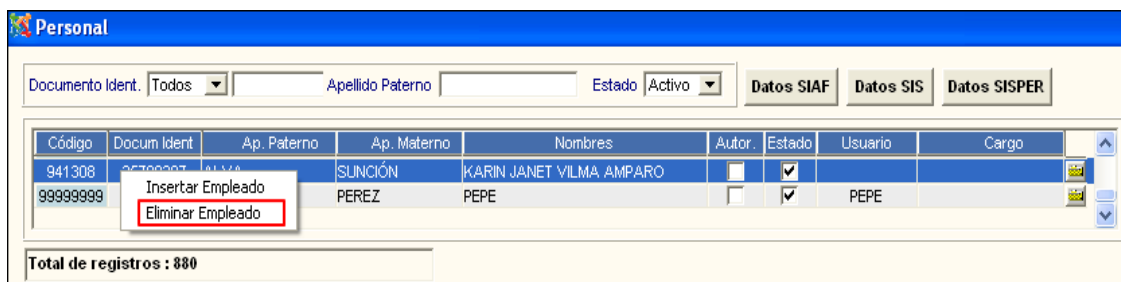 Personal
Documento Ident. Todos Apellido Paterno Estado Activo Datos SIAF Datos SIS Datos SISPER
Código Docum Ident Ap. Paterno Ap. Materno Nombres Autor. Estado Usuario Cargo
941308 SUNCIÓN KARIN JANET VILMA AMPARO
Insertar Empleado
99999999 PEREZ PEPE PEPE
Eliminar Empleado
Total de registros : 880